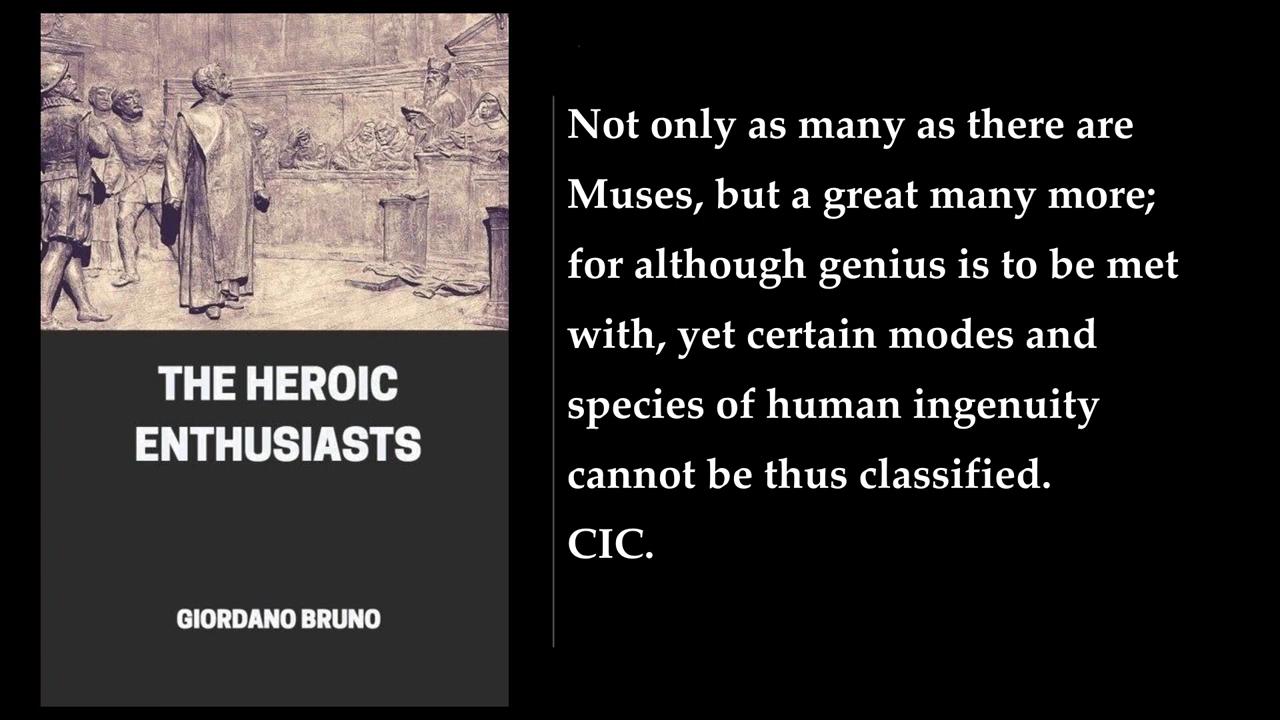 THE HEROIC
ENTHUSIASTS
GIORDANO BRUNO
Not only as many as there are
Muses, but a great many more;
for although genius is to be met
with, yet certain modes and
species of human ingenuity
cannot be thus classified.
CIC.